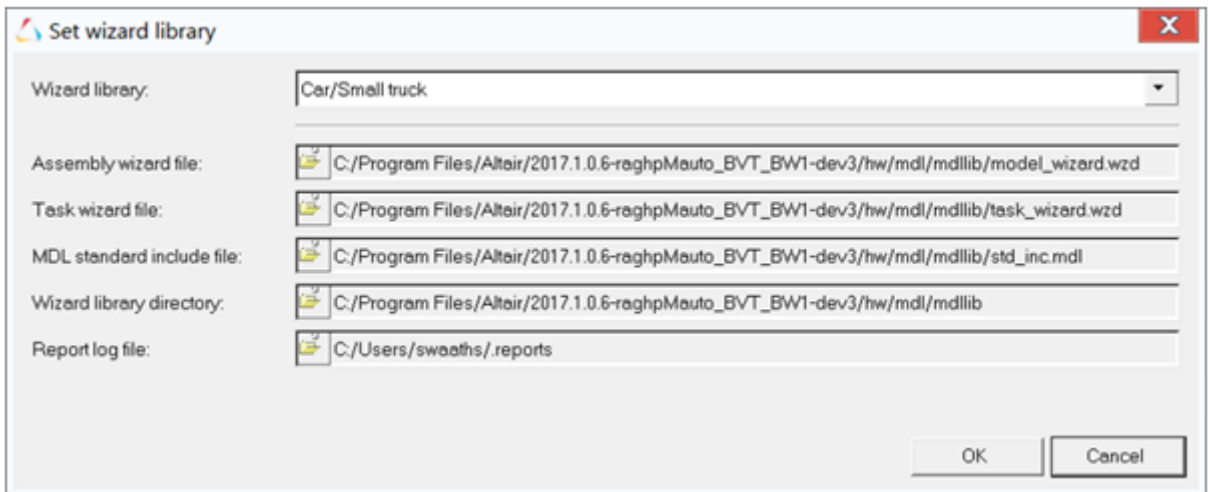 Set wizard library
Wizard library: Car/Small truck
Assembly wizard file: C:/Program Files/Altair/2017.1.0.6-raghpMauto_BVT_BW1-dev3/hw/mdl/mdllib/model_wizard.wzd
Task wizard file: C:/Program Files/Altair/2017.1.0.6-raghpMauto_BVT_BW1-dev3/hw/mdl/mdllib/task_wizard.wzd
MDL standard include file: C:/Program Files/Altair/2017.1.0.6-raghpMauto_BVT_BW1-dev3/hw/mdl/mdllib/std_inc.mdl
Wizard library directory: C:/Program Files/Altair/2017.1.0.6-raghpMauto_BVT_BW1-dev3/hw/mdl/mdllib
Report log file: C:/Users/swaaths/.reports
OK Cancel